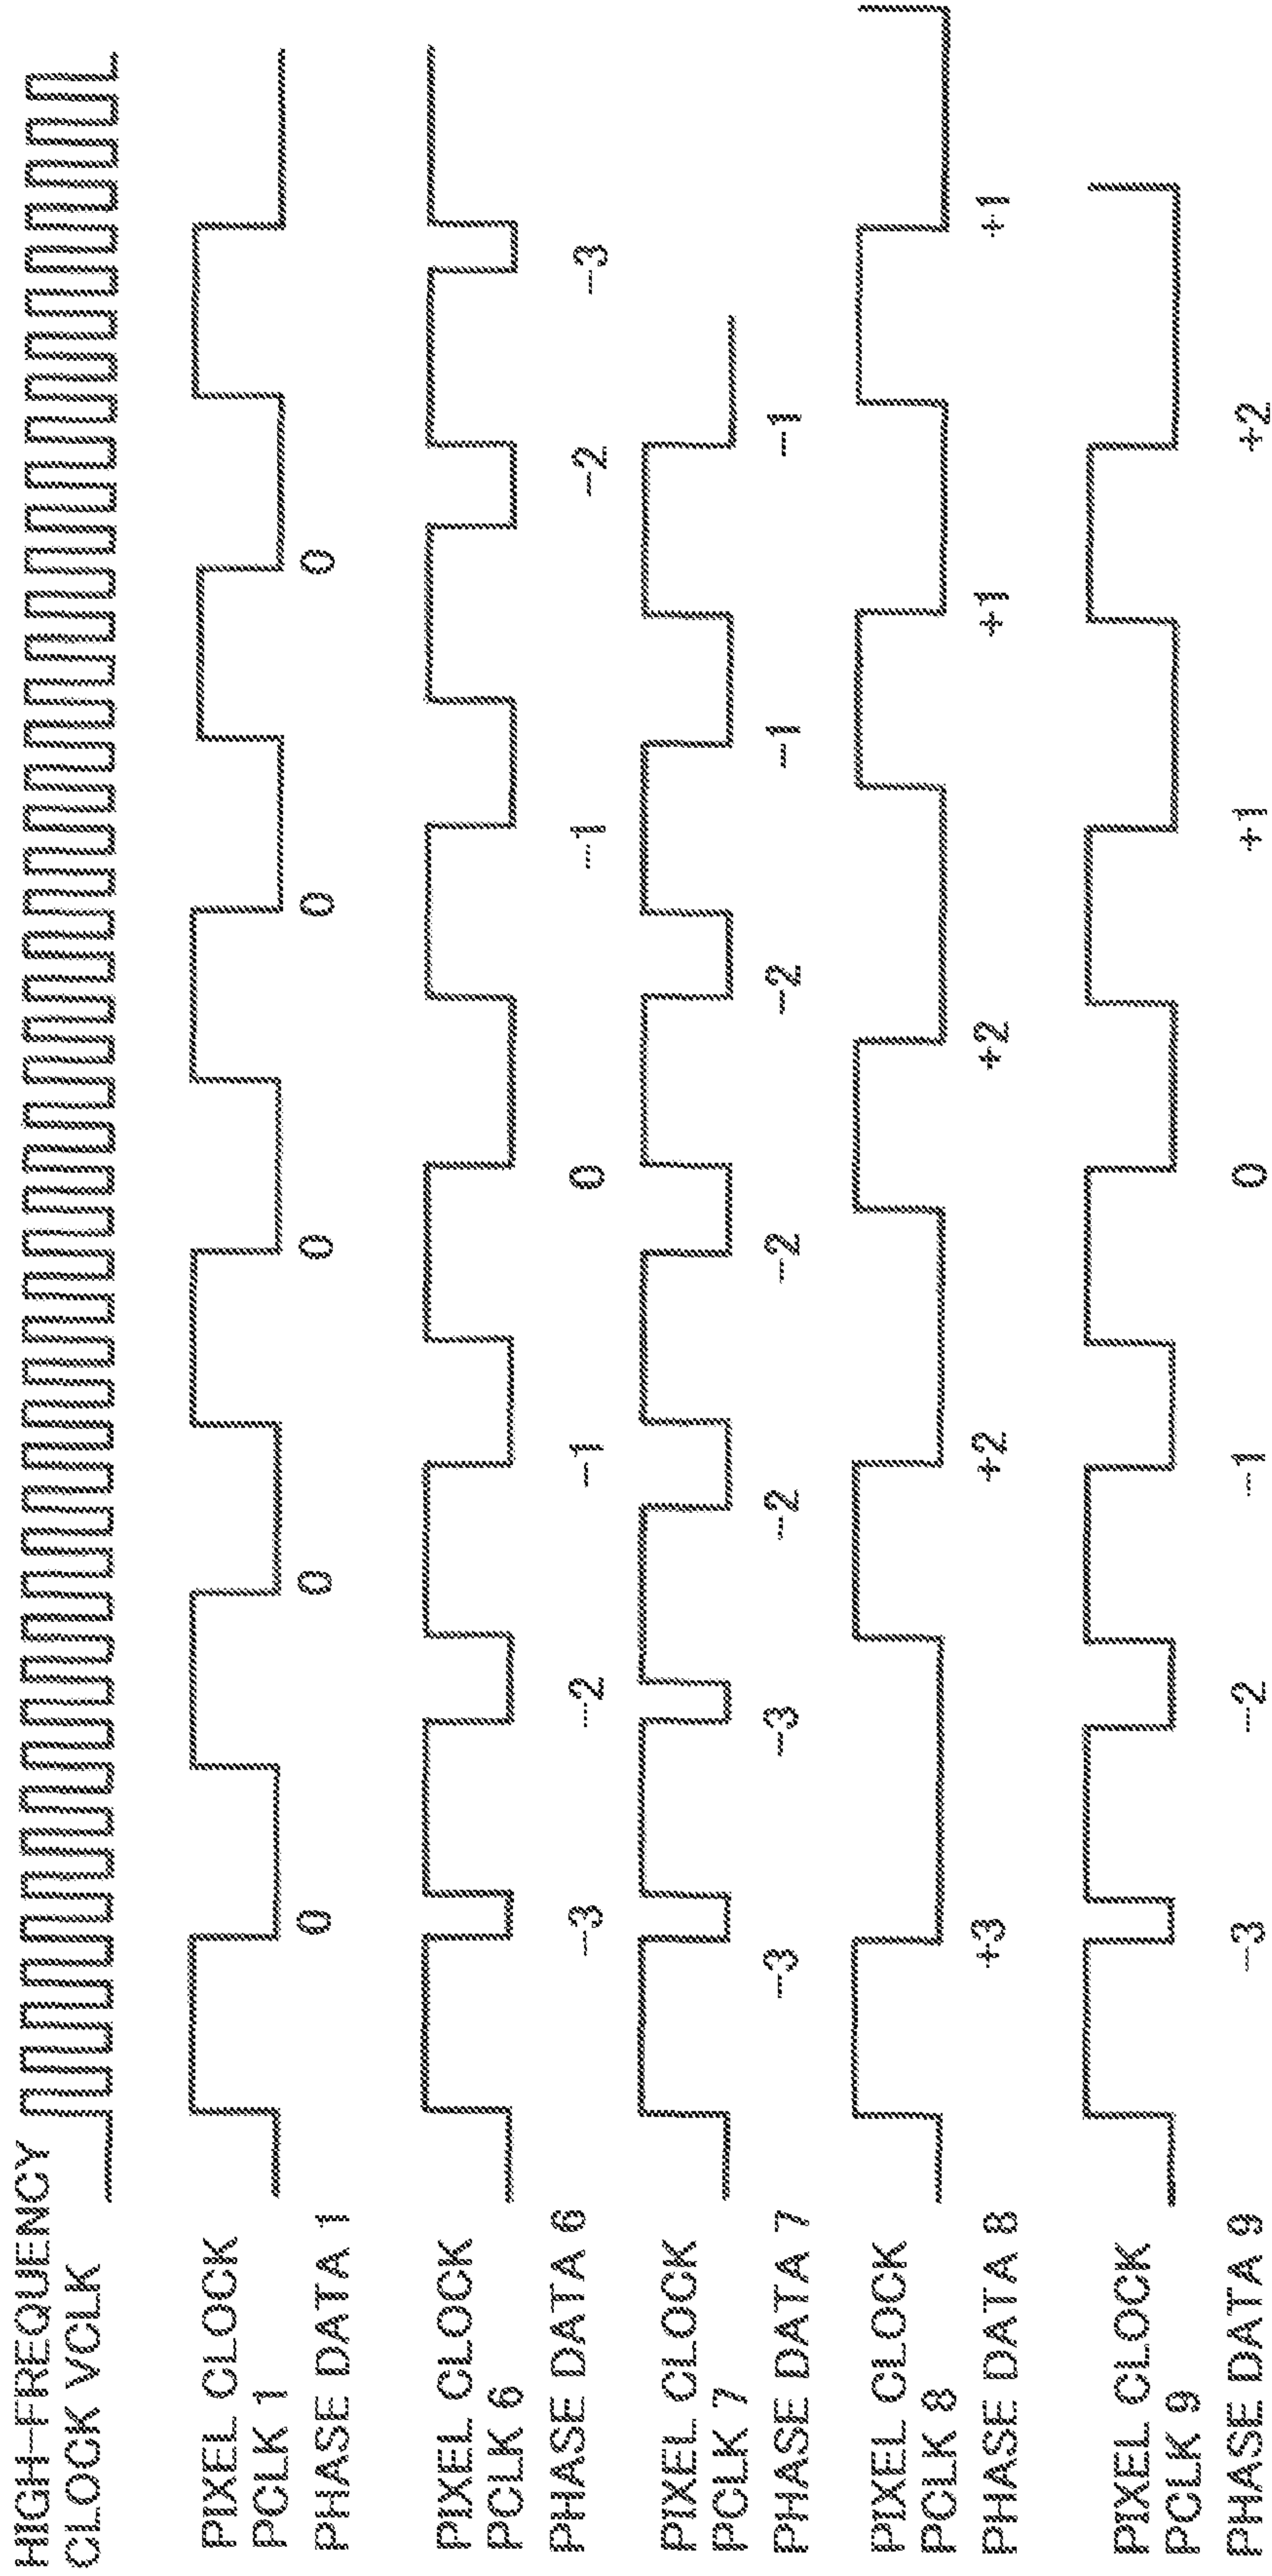 HIGH-FREQUENCY
CLOCK VCLK
PIXEL CLOCK
PCLK 1
PHASE DATA 1
0 0 0 0 0
PIXEL CLOCK
PCLK 6
PHASE DATA 6
-3 -2 -1 0 -1 -2 -3
PIXEL CLOCK
PCLK 7
PHASE DATA 7
-3 -3 -2 -2 -2 -1 -1
PIXEL CLOCK
PCLK 8
PHASE DATA 8
+3 +2 +2 +1 +1
PIXEL CLOCK
PCLK 9
PHASE DATA 9
-3 -2 -1 0 +1 +2